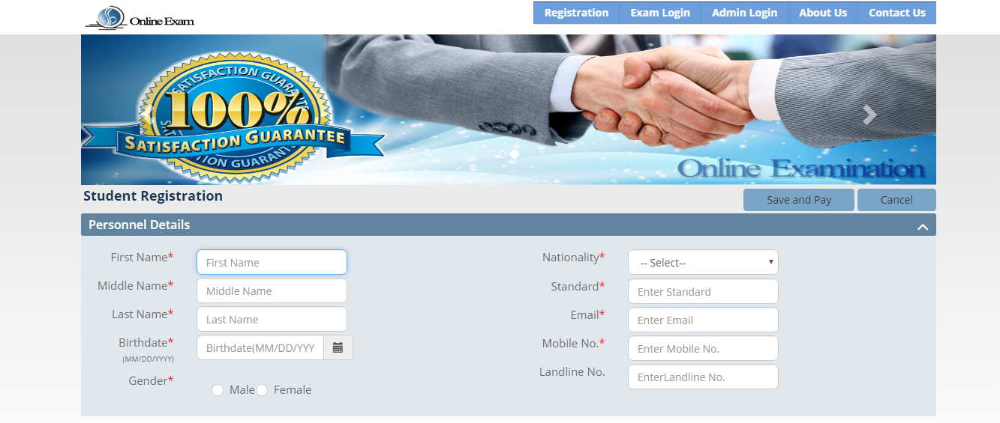 Online Exam
Registration
Exam Login
Admin Login
About Us
Contact Us
SATISFACTION GUARANTE
100%
SATISFACTION GUARANTEE
ION GUARANT
Online Examination
Student Registration
Save and Pay
Cancel
Personnel Details
First Name*
First Name
Middle Name*
Middle Name
Last Name*
Last Name
Birthdate*
(MM/DD/YYYY)
Birthdate(MM/DD/YYY
Gender*
Male
Female
Nationality*
-- Select--
Standard*
Enter Standard
Email*
Enter Email
Mobile No.*
Enter Mobile No.
Landline No.
EnterLandline No.